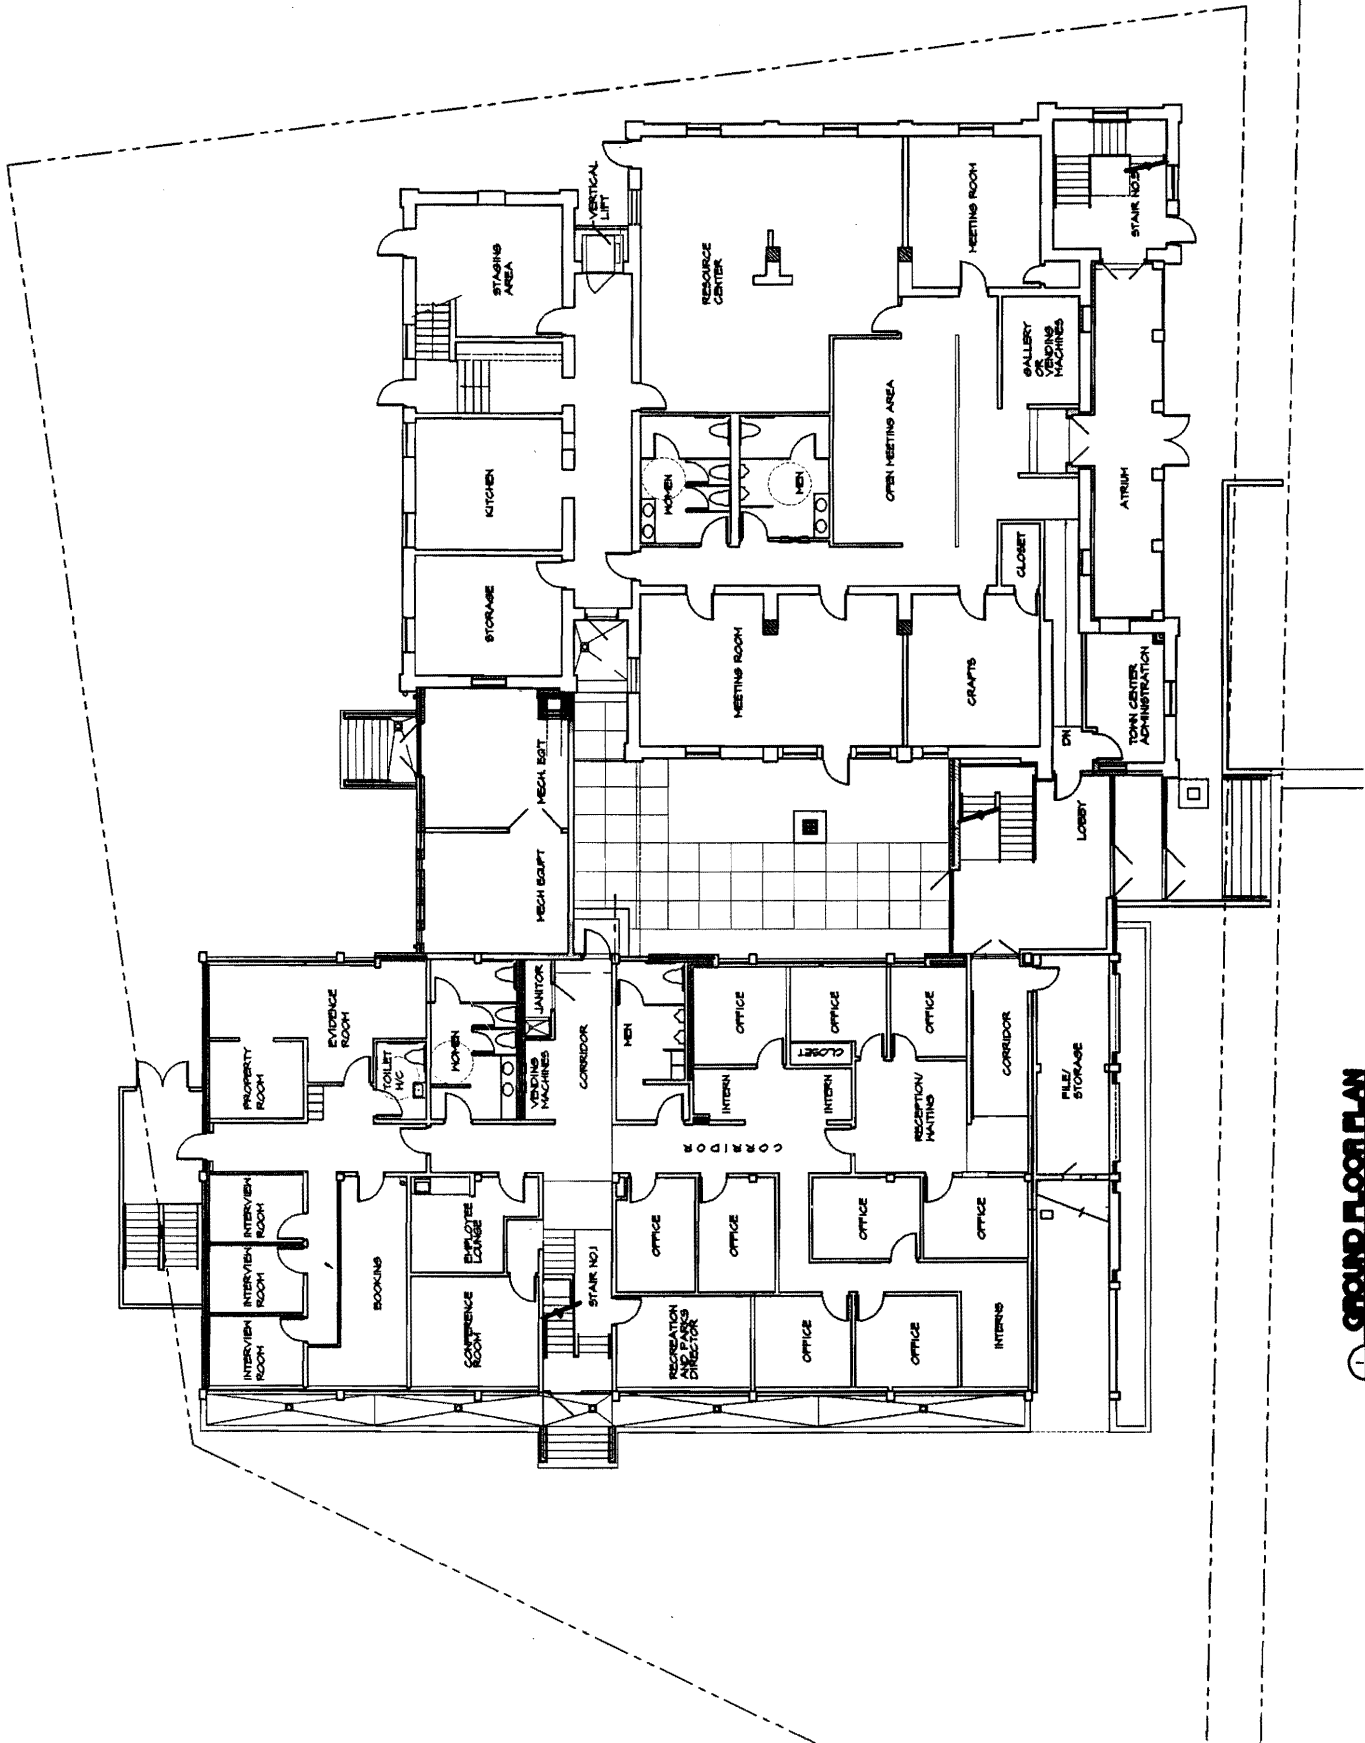 VERTICAL
LIFT
STAGING
AREA
KITCHEN
STORAGE
MECH. EQ'T
MECH EQUPT
RESOURCE
CENTER
MEETING ROOM
STAIR NO.5
GALLERY
OR
VENDING
MACHINES
OPEN MEETING AREA
WOMEN
MEN
ATRIUM
CLOSET
MEETING ROOM
CRAFTS
TOWN CENTER
ADMINISTRATION
DN
LOBBY
EVIDENCE
ROOM
PROPERTY
ROOM
TOILET
H/C
WOMEN
JANITOR
VENDING
MACHINES
CORRIDOR
MEN
OFFICE
OFFICE
OFFICE
CLOSET
INTERN
INTERN
RECEPTION/
WAITING
CORRIDOR
FILE/
STORAGE
CORRIDOR
INTERVIEW
ROOM
INTERVIEW
ROOM
INTERVIEW
ROOM
BOOKING
EMPLOYEE
LOUNGE
CONFERENCE
ROOM
STAIR NO.1
OFFICE
OFFICE
OFFICE
OFFICE
RECREATION
AND PARKS
DIRECTOR
OFFICE
OFFICE
INTERNS
GROUND FLOOR PLAN